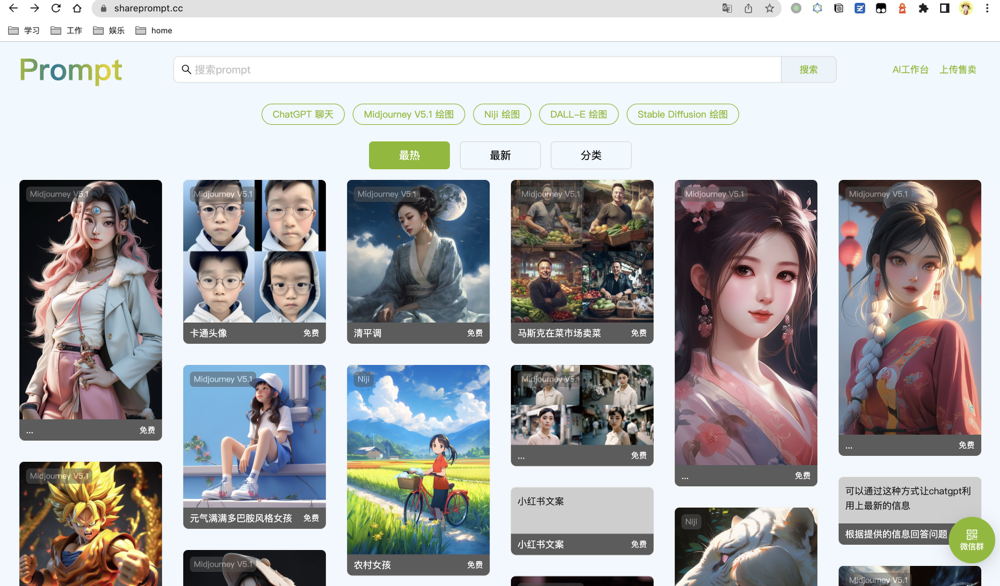 shareprompt.cc
学习
工作
娱乐
home
Prompt
搜索prompt
搜索
AI工作台
上传售卖
ChatGPT 聊天
Midjourney V5.1 绘图
Niji 绘图
DALL-E 绘图
Stable Diffusion 绘图
最热
最新
分类
Midjourney V5.1
... 免费
Midjourney V5.1
卡通头像 免费
Midjourney V5.1
清平调 免费
Midjourney V5.1
马斯克在菜市场卖菜 免费
Midjourney V5.1
... 免费
Midjourney V5.1
... 免费
Midjourney V5.1
元气满满多巴胺风格女孩 免费
Niji
农村女孩 免费
Midjourney V5.1
... 免费
小红书文案
小红书文案 免费
可以通过这种方式让chatgpt利
用上最新的信息
根据提供的信息回答问题
微信群
Midjourney V5.1
Midjourney V5.1
Niji
Midjourney V5.1